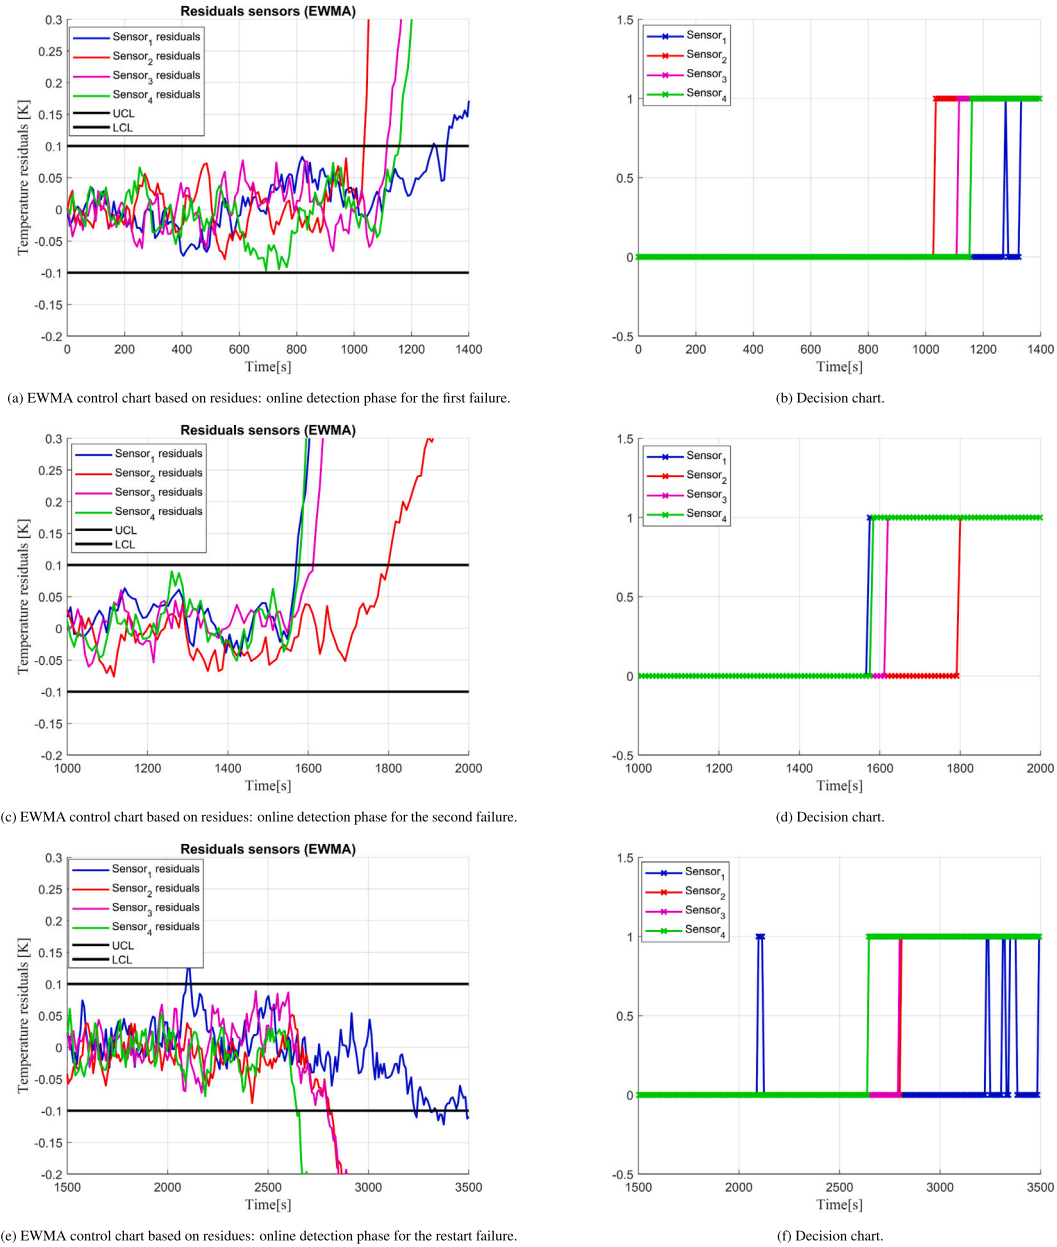 Residuals sensors (EWMA)
Temperature residuals [K]
0.3
0.25
0.2
0.15
0.1
0.05
0
-0.05
-0.1
-0.15
-0.2
Sensor1 residuals
Sensor2 residuals
Sensor3 residuals
Sensor4 residuals
UCL
LCL
0 200 400 600 800 1000 1200 1400
Time[s]
1.5
1
0.5
0
-0.5
Sensor1
Sensor2
Sensor3
Sensor4
0 200 400 600 800 1000 1200 1400
Time[s]
(a) EWMA control chart based on residues: online detection phase for the first failure.
(b) Decision chart.
Residuals sensors (EWMA)
Temperature residuals [K]
0.3
0.25
0.2
0.15
0.1
0.05
0
-0.05
-0.1
-0.15
-0.2
Sensor1 residuals
Sensor2 residuals
Sensor3 residuals
Sensor4 residuals
UCL
LCL
1000 1200 1400 1600 1800 2000
Time[s]
1.5
1
0.5
0
-0.5
Sensor1
Sensor2
Sensor3
Sensor4
1000 1200 1400 1600 1800 2000
Time[s]
(c) EWMA control chart based on residues: online detection phase for the second failure.
(d) Decision chart.
Residuals sensors (EWMA)
Temperature residuals [K]
0.3
0.25
0.2
0.15
0.1
0.05
0
-0.05
-0.1
-0.15
-0.2
Sensor1 residuals
Sensor2 residuals
Sensor3 residuals
Sensor4 residuals
UCL
LCL
1500 2000 2500 3000 3500
Time[s]
1.5
1
0.5
0
-0.5
Sensor1
Sensor2
Sensor3
Sensor4
1500 2000 2500 3000 3500
Time[s]
(e) EWMA control chart based on residues: online detection phase for the restart failure.
(f) Decision chart.